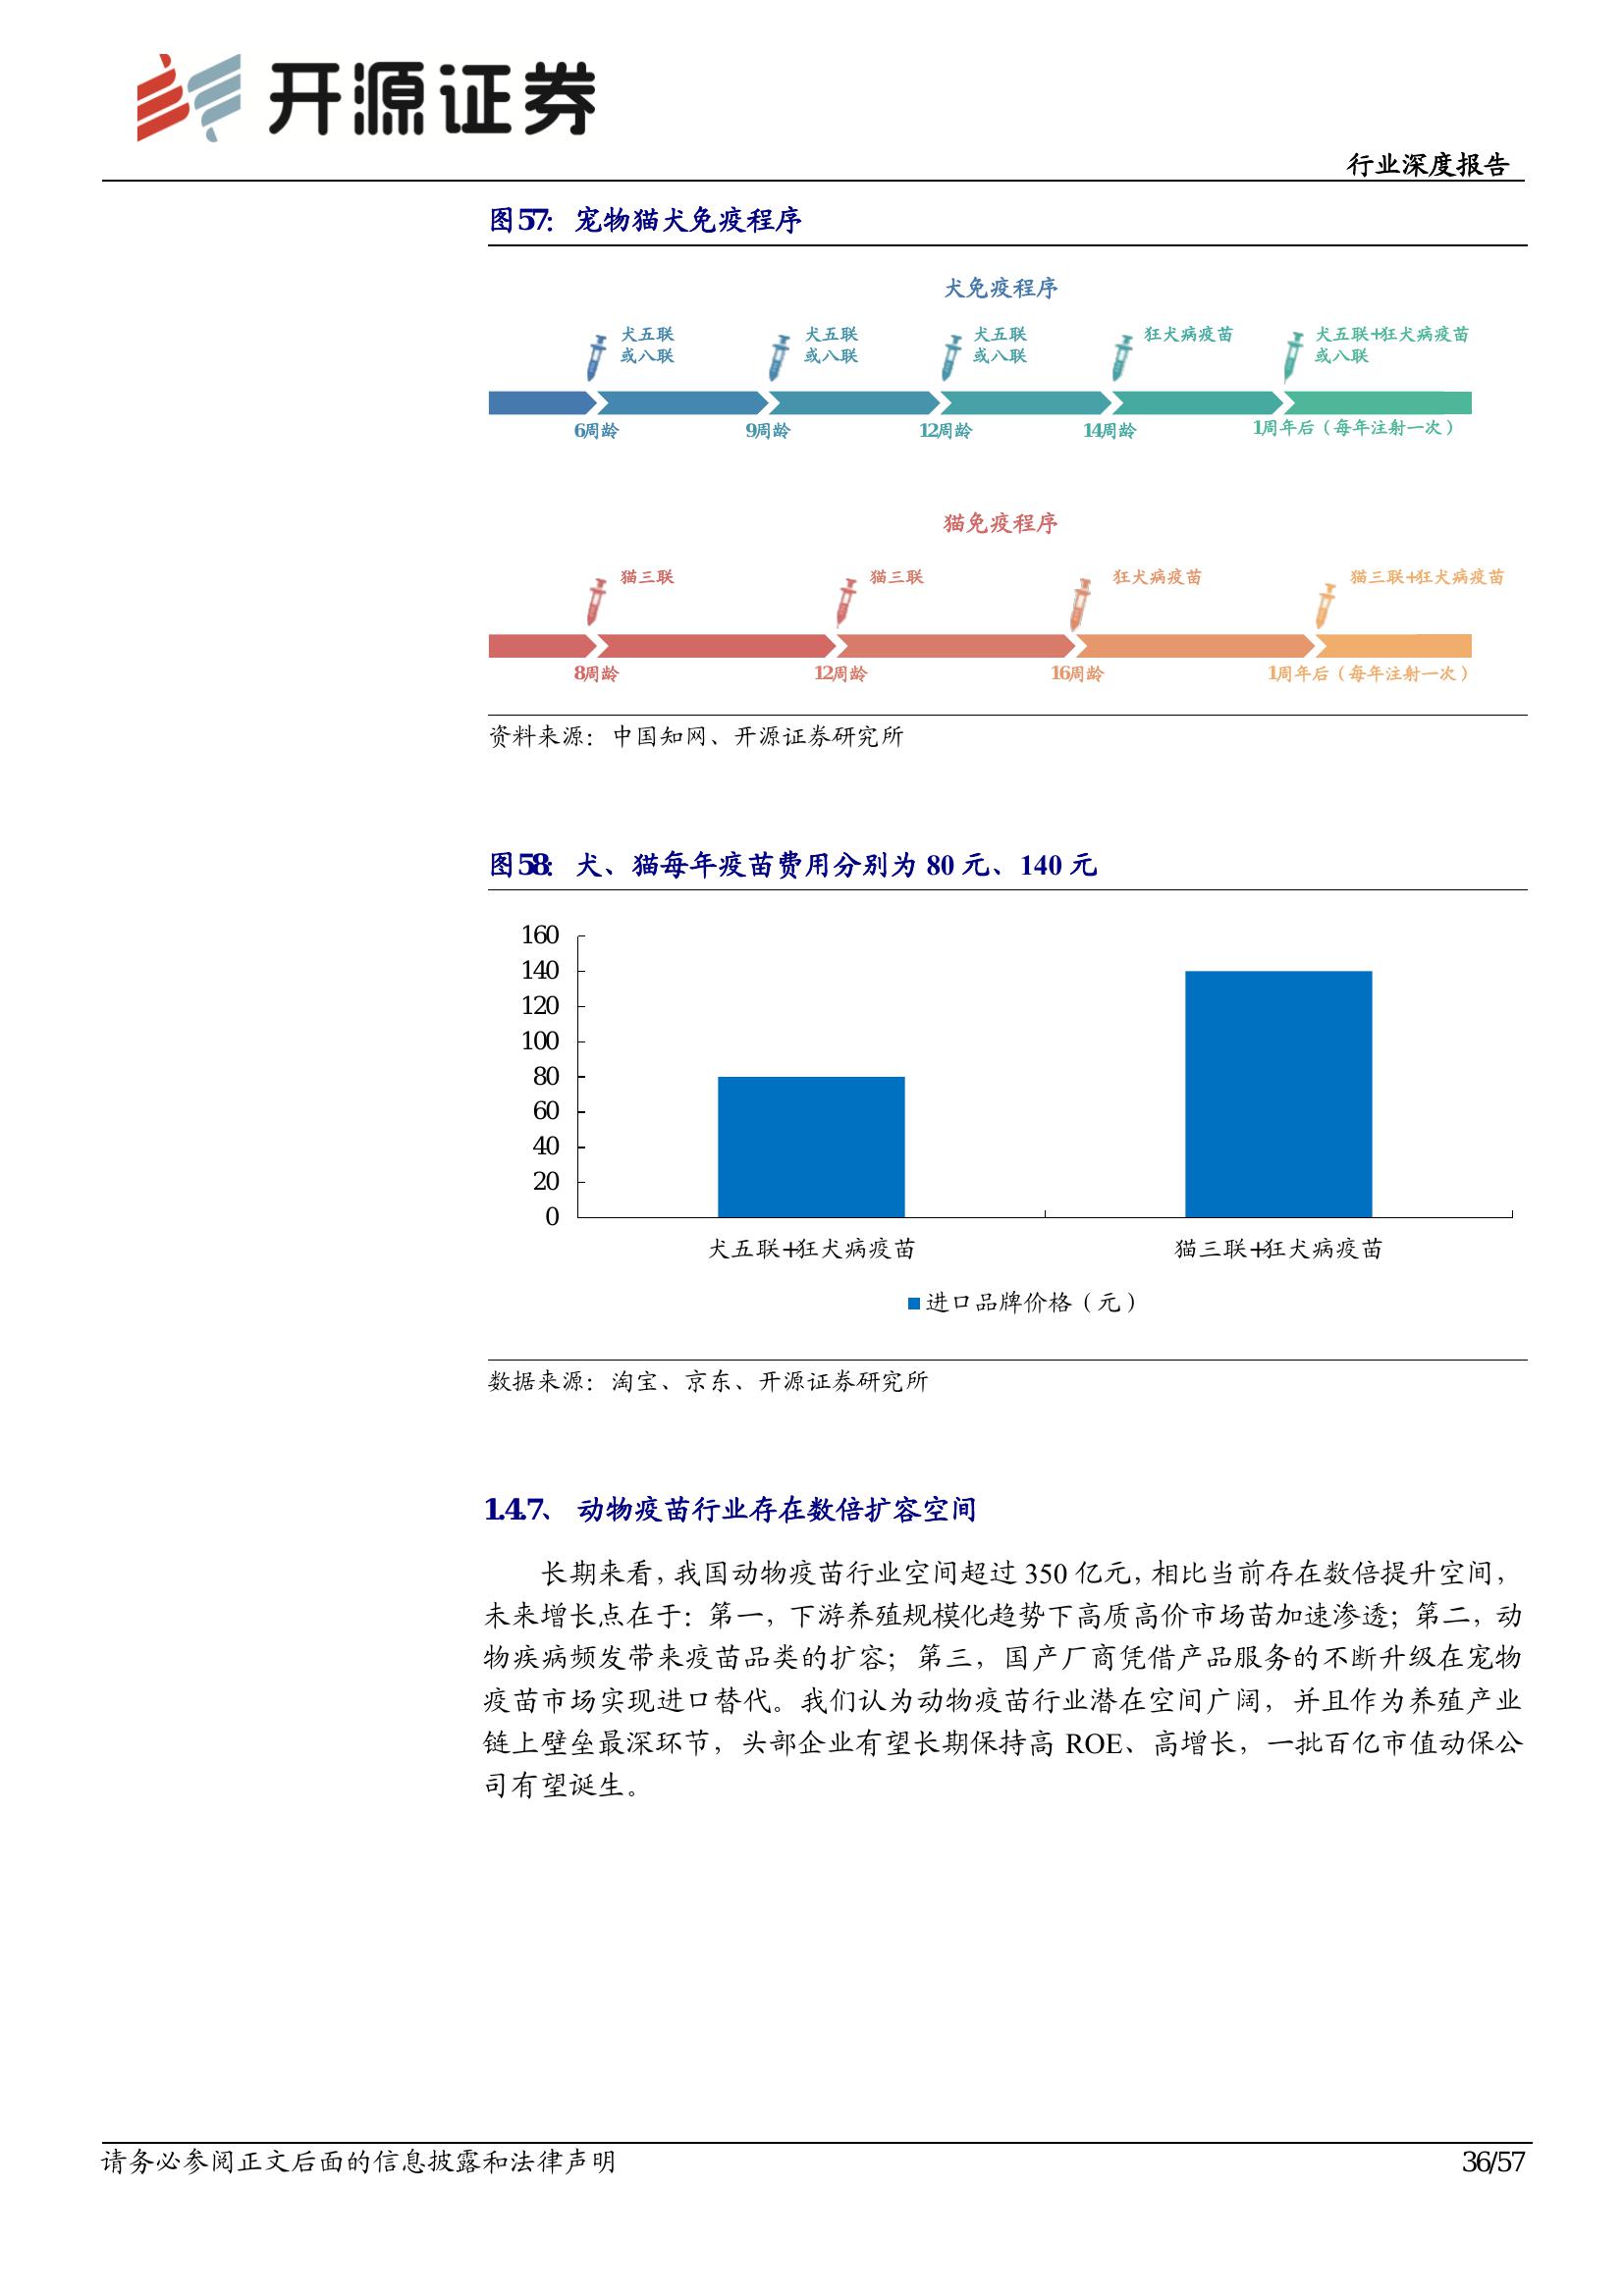 开源证券
行业深度报告
图57： 宠物猫犬免疫程序
犬免疫程序
犬五联
或八联
犬五联
或八联
犬五联
或八联
狂犬病疫苗
犬五联+狂犬病疫苗
或八联
6周龄
9周龄
12周龄
14周龄
1周年后（每年注射一次）
猫免疫程序
猫三联
猫三联
狂犬病疫苗
猫三联+狂犬病疫苗
8周龄
12周龄
16周龄
1周年后（每年注射一次）
资料来源：中国知网、开源证券研究所
图58： 犬、猫每年疫苗费用分别为 80 元、140 元
160
140
120
100
80
60
40
20
0
犬五联+狂犬病疫苗
猫三联+狂犬病疫苗
进口品牌价格（元）
数据来源：淘宝、京东、开源证券研究所
1.4.7、 动物疫苗行业存在数倍扩容空间
长期来看，我国动物疫苗行业空间超过 350 亿元，相比当前存在数倍提升空间，
未来增长点在于：第一，下游养殖规模化趋势下高质高价市场苗加速渗透；第二，动
物疾病频发带来疫苗品类的扩容；第三，国产厂商凭借产品服务的不断升级在宠物
疫苗市场实现进口替代。我们认为动物疫苗行业潜在空间广阔，并且作为养殖产业
链上壁垒最深环节，头部企业有望长期保持高 ROE、高增长，一批百亿市值动保公
司有望诞生。
请务必参阅正文后面的信息披露和法律声明
36/57